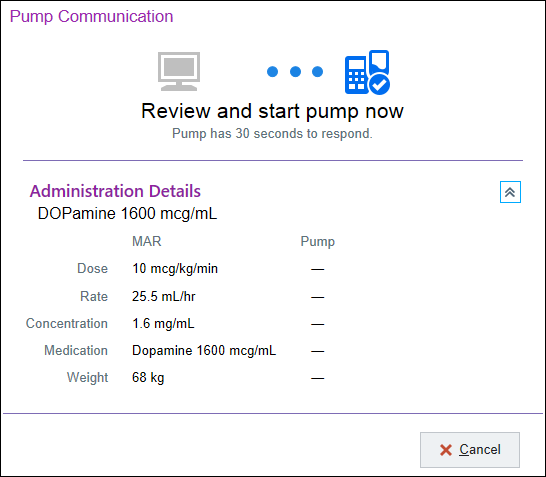 Pump Communication
Review and start pump now
Pump has 30 seconds to respond.
Administration Details
DOPamine 1600 mcg/mL
MAR Pump
Dose 10 mcg/kg/min —
Rate 25.5 mL/hr —
Concentration 1.6 mg/mL —
Medication Dopamine 1600 mcg/mL —
Weight 68 kg —
Cancel